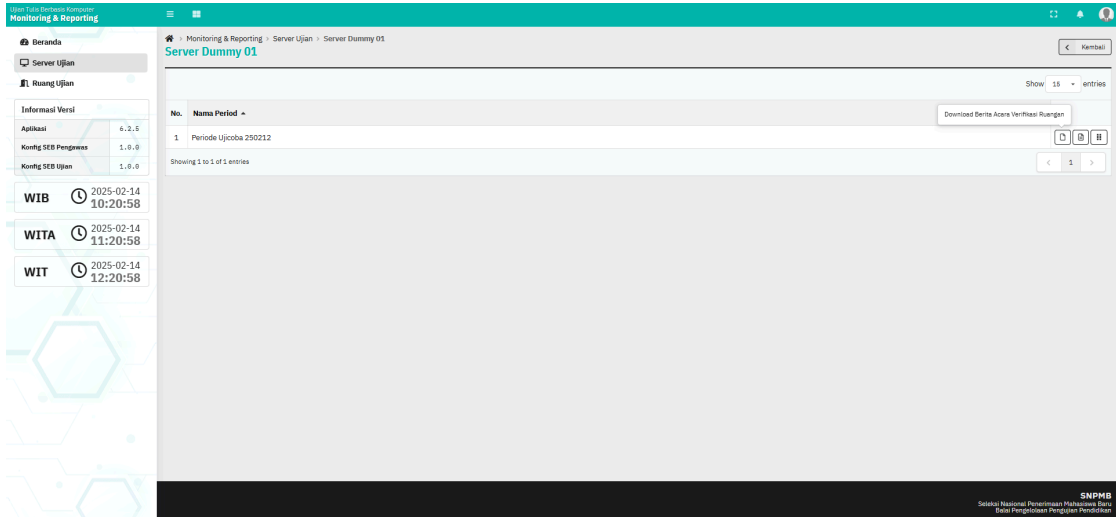 Ujian Tulis Berbasis Komputer
Monitoring & Reporting
Beranda
Server Ujian
Ruang Ujian
Informasi Versi
Aplikasi 6.2.5
Konfig SEB Pengawas 1.0.0
Konfig SEB Ujian 1.0.0
WIB 2025-02-14
10:20:58
WITA 2025-02-14
11:20:58
WIT 2025-02-14
12:20:58
Monitoring & Reporting > Server Ujian > Server Dummy 01
Server Dummy 01
Kembali
Show 15 entries
No. Nama Period
Download Berita Acara Verifikasi Ruangan
1 Periode Ujicoba 250212
Showing 1 to 1 of 1 entries
< 1 >
SNPMB
Seleksi Nasional Penerimaan Mahasiswa Baru
Balai Pengelolaan Pengujian Pendidikan